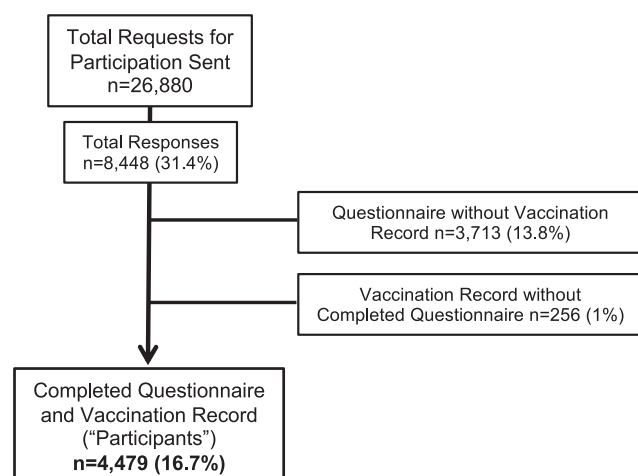 Total Requests for
Participation Sent
n=26,880
Total Responses
n=8,448 (31.4%)
Questionnaire without Vaccination
Record n=3,713 (13.8%)
Vaccination Record without
Completed Questionnaire n=256 (1%)
Completed Questionnaire
and Vaccination Record
(“Participants”)
n=4,479 (16.7%)